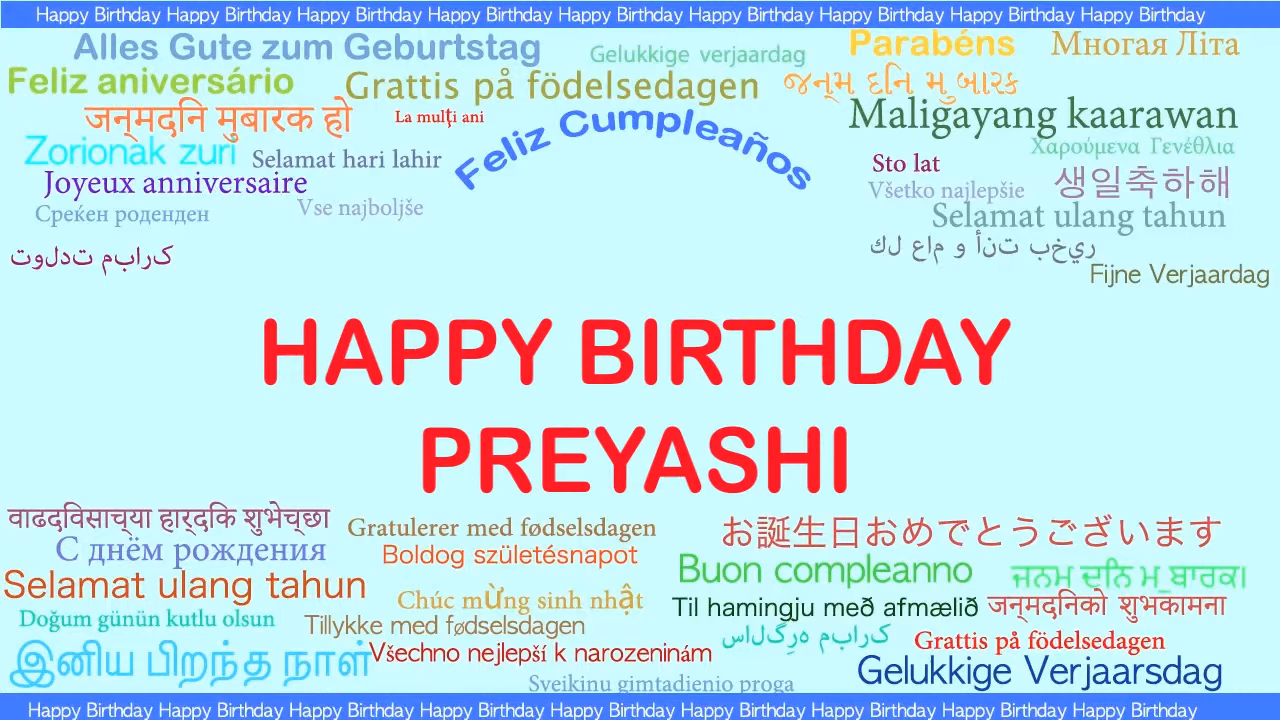 Happy Birthday Happy Birthday Happy Birthday Happy Birthday Happy Birthday Happy Birthday Happy Birthday Happy Birthday Happy Birthday
Alles Gute zum Geburtstag
Gelukkige verjaardag
Parabéns
Многая Літа
Feliz aniversário
Grattis på födelsedagen
જન્મ દિન મુબારક
जन्मदिन मुबारक हो
La mulţi ani
Feliz Cumpleaños
Maligayang kaarawan
Zorionak zuri
Selamat hari lahir
Χαρούμενα Γενέθλια
Sto lat
Joyeux anniversaire
Všetko najlepšie
생일축하해
Среќен роденден
Vse najboljše
Selamat ulang tahun
تولدت مبارک
كل عام و أنت بخير
Fijne Verjaardag
HAPPY BIRTHDAY
PREYASHI
वाढदिवसाच्या हार्दिक शुभेच्छा
Gratulerer med fødselsdagen
お誕生日おめでとうございます
С днём рождения
Boldog születésnapot
Buon compleanno
ਜਨਮ ਦਿਨ ਮੁਬਾਰਕ।
Selamat ulang tahun
Chúc mừng sinh nhật
Til hamingju með afmælið
जन्मदिनको शुभकामना
Doğum günün kutlu olsun
Tillykke med fødselsdagen
سالگرہ مبارک
Grattis på födelsedagen
இனிய பிறந்த நாள்
Všechno nejlepší k narozeninám
Gelukkige Verjaarsdag
Sveikinu gimtadienio proga
Happy Birthday Happy Birthday Happy Birthday Happy Birthday Happy Birthday Happy Birthday Happy Birthday Happy Birthday Happy Birthday